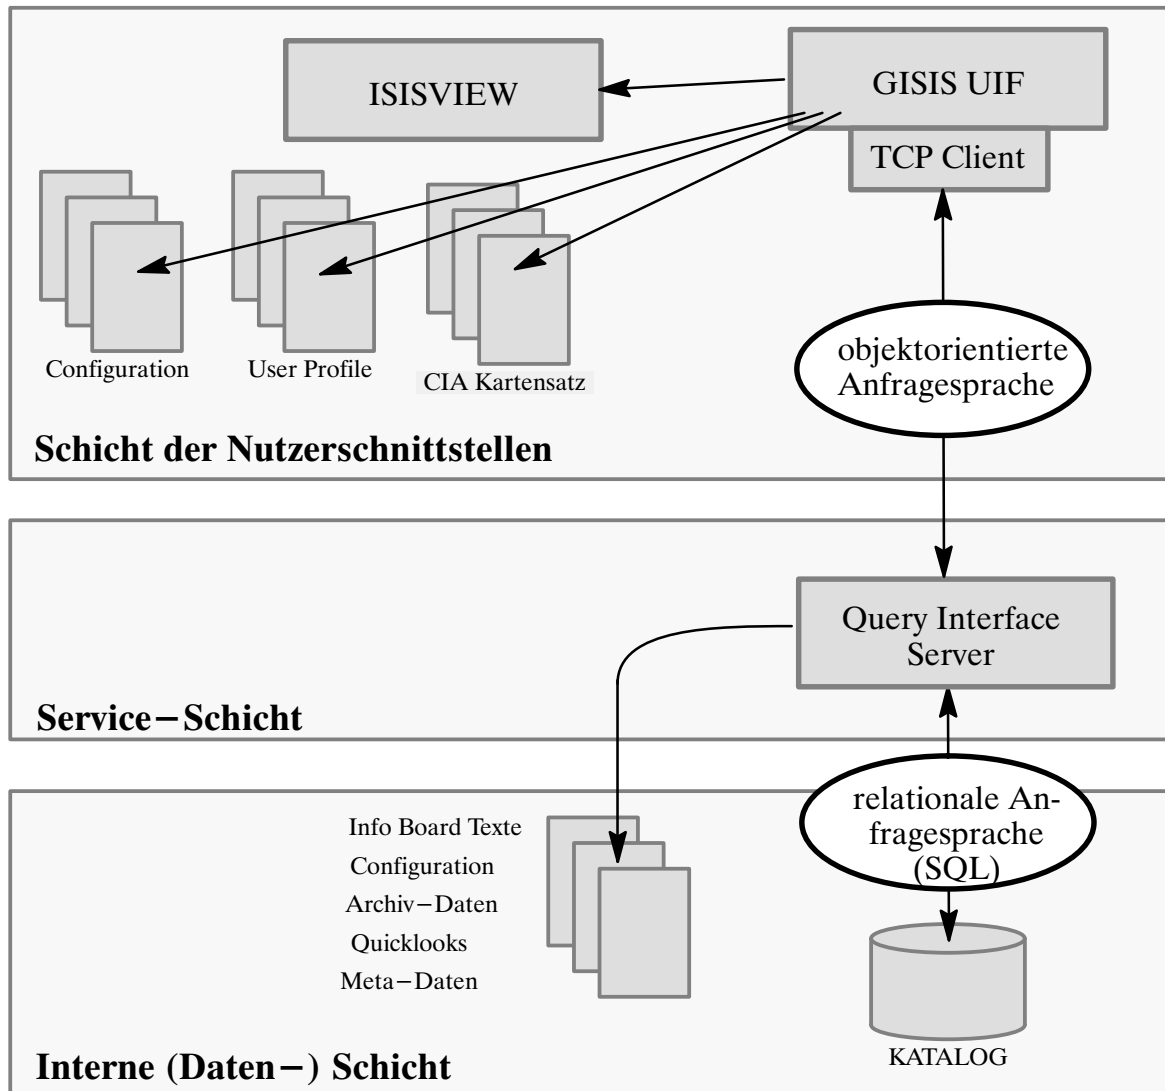 ISISVIEW
GISIS UIF
TCP Client
Configuration
User Profile
CIA Kartensatz
objektorientierte
Anfragesprache
Schicht der Nutzerschnittstellen
Query Interface
Server
Service−Schicht
relationale An-
fragesprache
(SQL)
Info Board Texte
Configuration
Archiv−Daten
Quicklooks
Meta−Daten
KATALOG
Interne (Daten−) Schicht